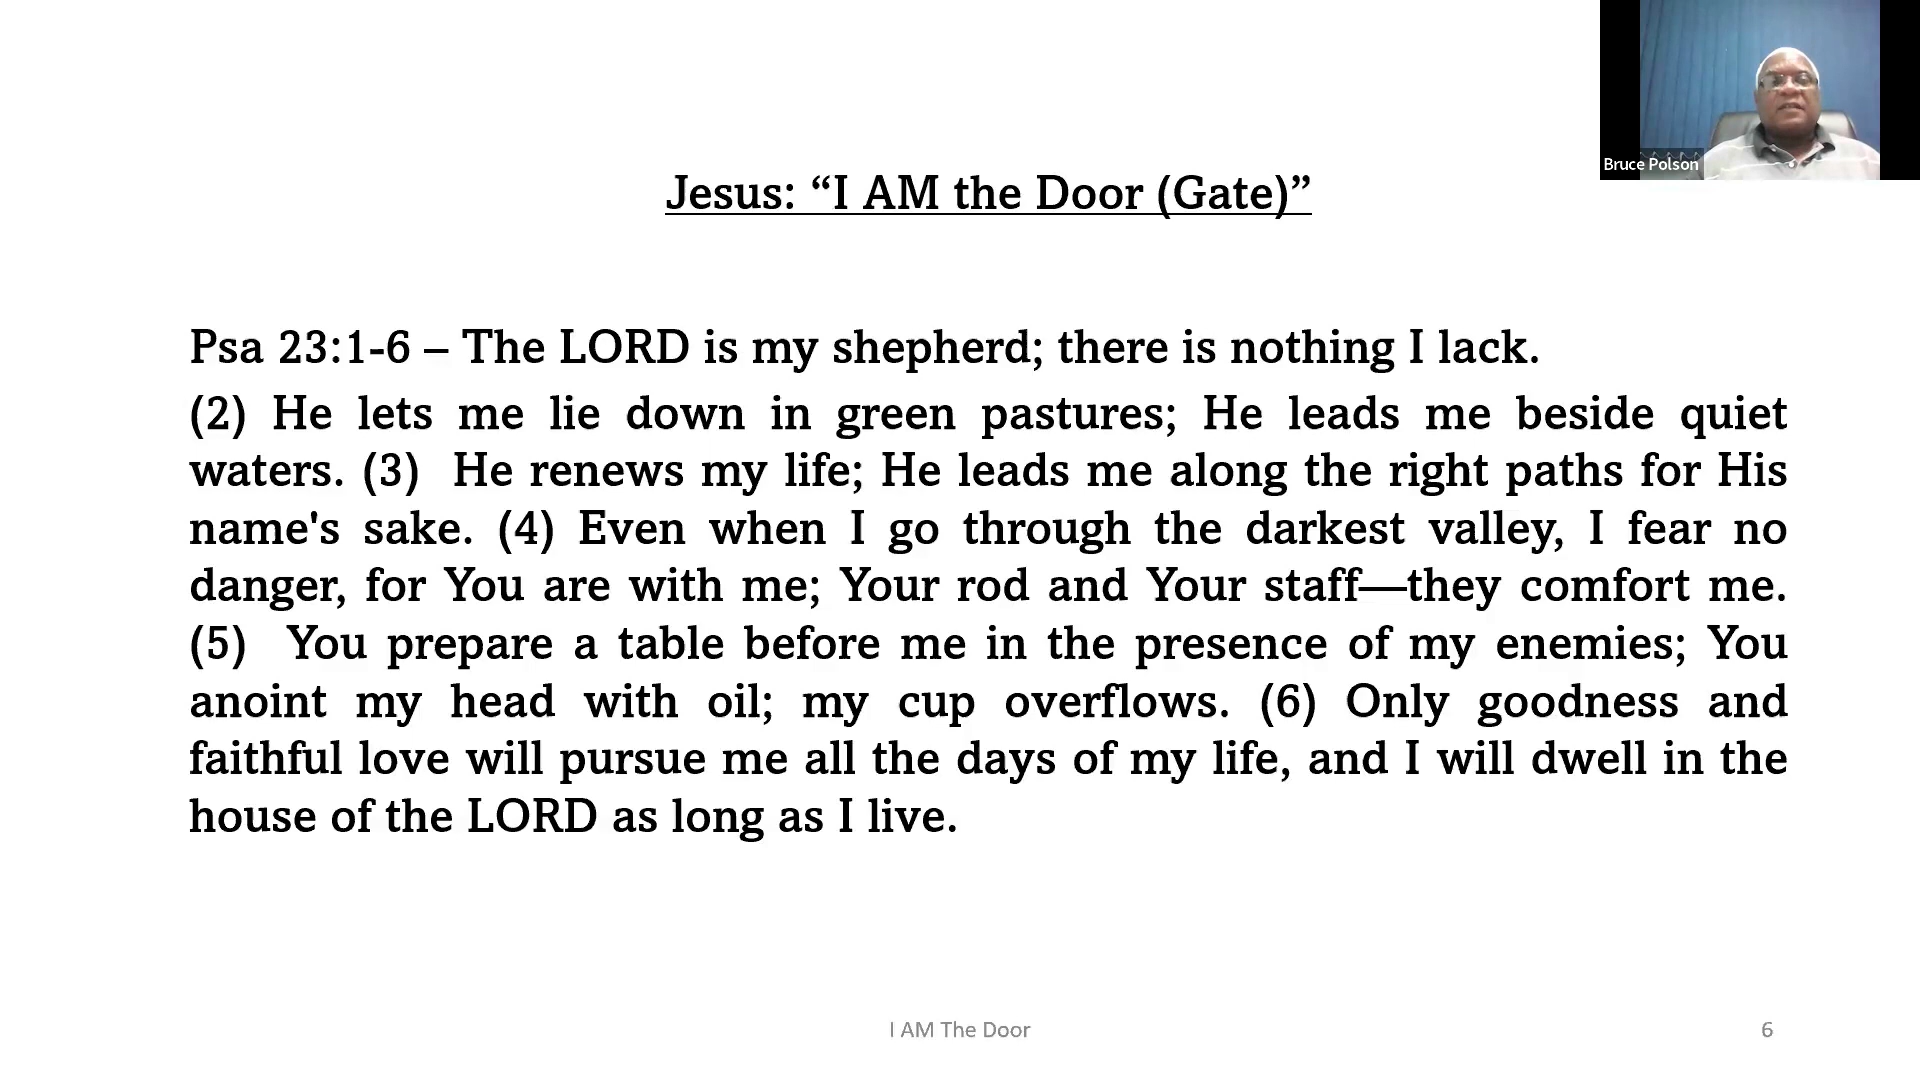 Bruce Polson
Jesus: “I AM the Door (Gate)”
Psa 23:1-6 – The LORD is my shepherd; there is nothing I lack.
(2) He lets me lie down in green pastures; He leads me beside quiet
waters. (3) He renews my life; He leads me along the right paths for His
name's sake. (4) Even when I go through the darkest valley, I fear no
danger, for You are with me; Your rod and Your staff—they comfort me.
(5) You prepare a table before me in the presence of my enemies; You
anoint my head with oil; my cup overflows. (6) Only goodness and
faithful love will pursue me all the days of my life, and I will dwell in the
house of the LORD as long as I live.
I AM The Door
6